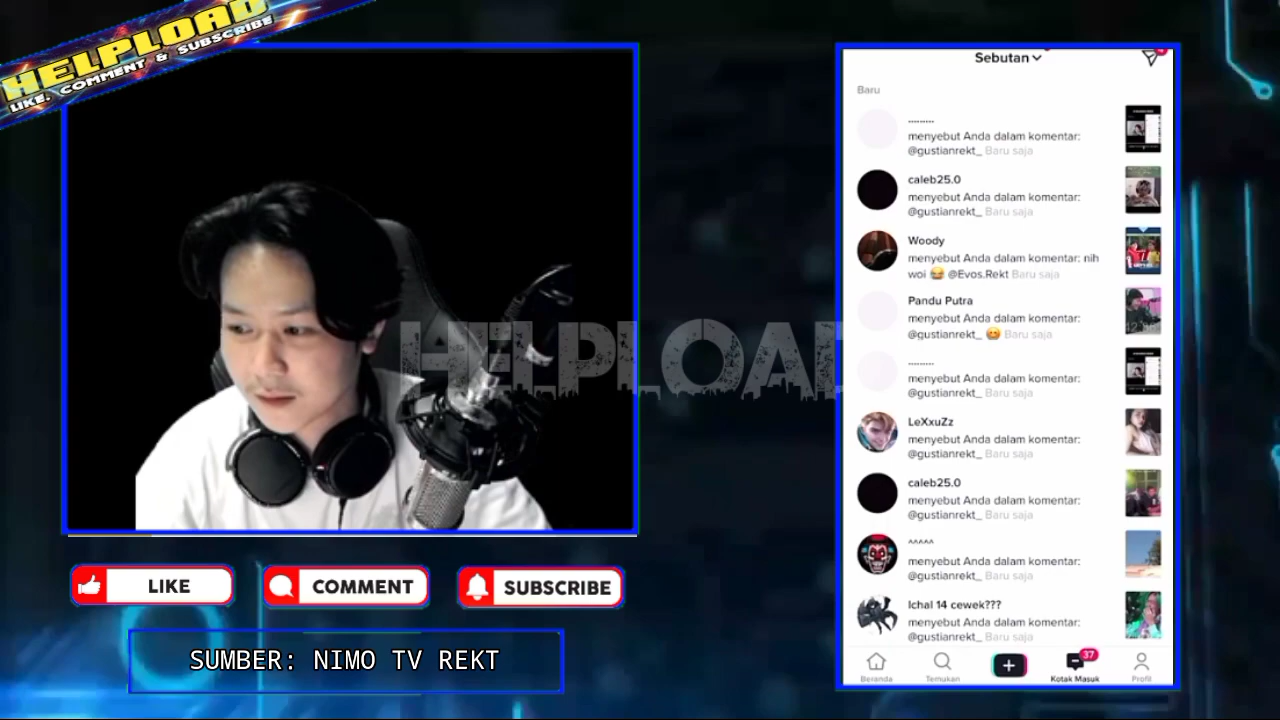 HELPLOAD
LIKE, COMMENT & SUBSCRIBE
HELPLOAD
LIKE
COMMENT
SUBSCRIBE
SUMBER: NIMO TV REKT
Sebutan
Baru
.........
menyebut Anda dalam komentar:
@gustianrekt_ Baru saja
caleb25.0
menyebut Anda dalam komentar:
@gustianrekt_ Baru saja
Woody
menyebut Anda dalam komentar: nih
woi 😂 @Evos.Rekt Baru saja
Pandu Putra
menyebut Anda dalam komentar:
@gustianrekt_ 😋 Baru saja
.........
menyebut Anda dalam komentar:
@gustianrekt_ Baru saja
LeXxuZz
menyebut Anda dalam komentar:
@gustianrekt_ Baru saja
caleb25.0
menyebut Anda dalam komentar:
@gustianrekt_ Baru saja
^^^^^
menyebut Anda dalam komentar:
@gustianrekt_ Baru saja
Ichal 14 cewek???
menyebut Anda dalam komentar:
@gustianrekt_ Baru saja
37
Beranda
Temukan
Kotak Masuk
Profil